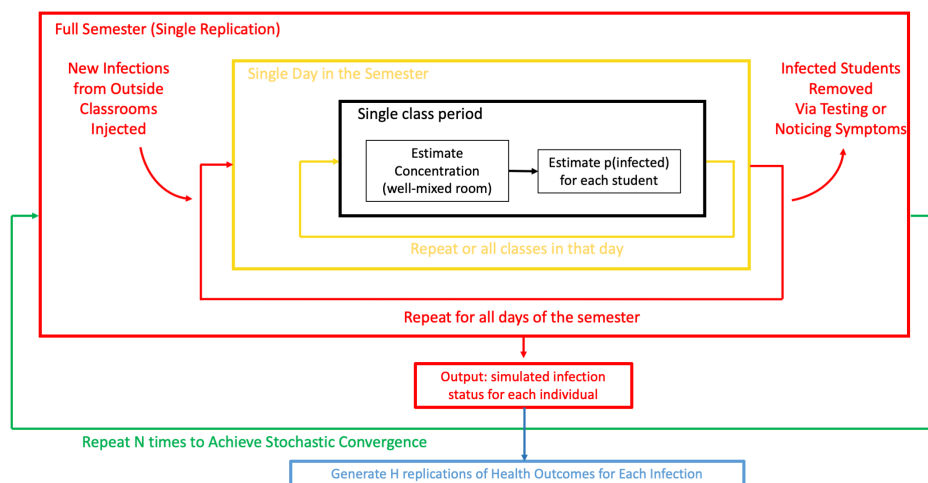 Full Semester (Single Replication)
New Infections
from Outside
Classrooms
Injected
Single Day in the Semester
Infected Students
Removed
Via Testing or
Noticing Symptoms
Single class period
Estimate
Concentration
(well-mixed room)
Estimate p(infected)
for each student
Repeat or all classes in that day
Repeat for all days of the semester
Output: simulated infection
status for each individual
Repeat N times to Achieve Stochastic Convergence
Generate H replications of Health Outcomes for Each Infection